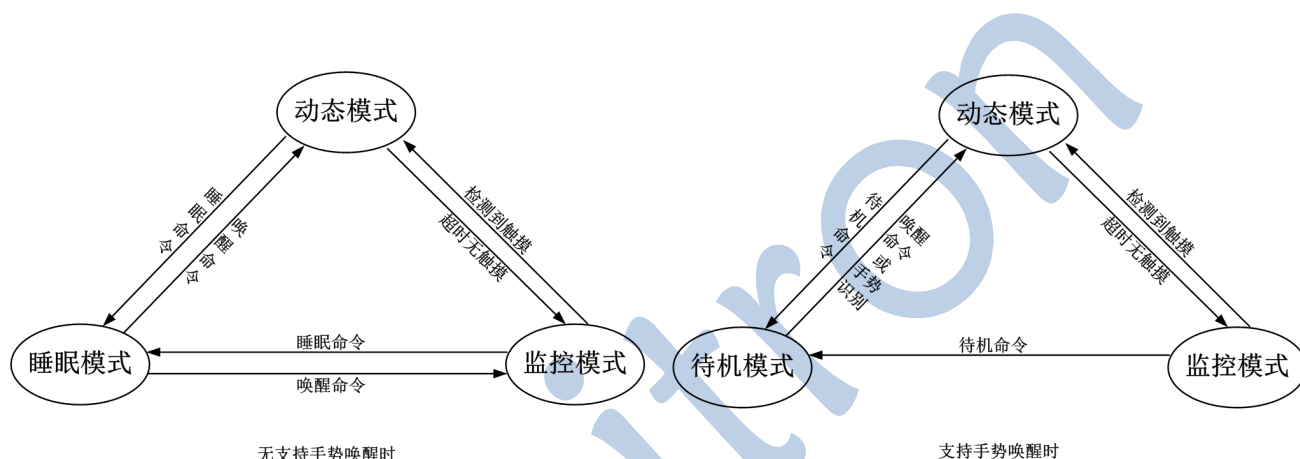 动态模式
睡眠命令
唤醒命令
检测到触摸
超时无触摸
睡眠模式
睡眠命令
唤醒命令
监控模式
无支持手势唤醒时
动态模式
待机命令
唤醒命令或手势识别
检测到触摸
超时无触摸
待机模式
待机命令
监控模式
支持手势唤醒时
itron